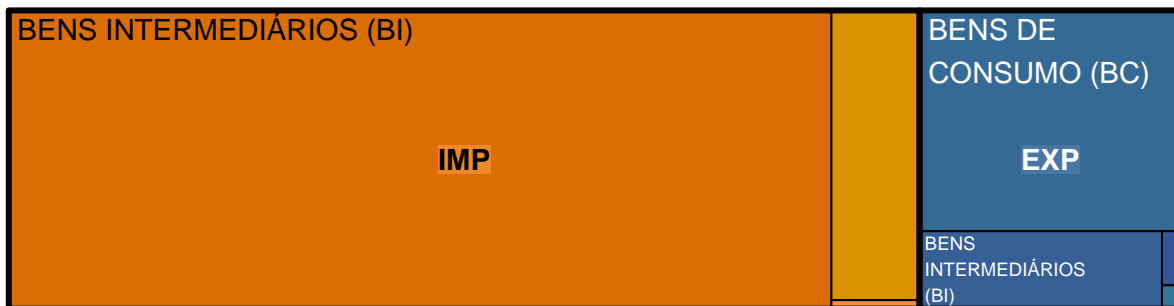 BENS INTERMEDIÁRIOS (BI)
IMP
BENS DE
CONSUMO (BC)
EXP
BENS
INTERMEDIÁRIOS
(BI)